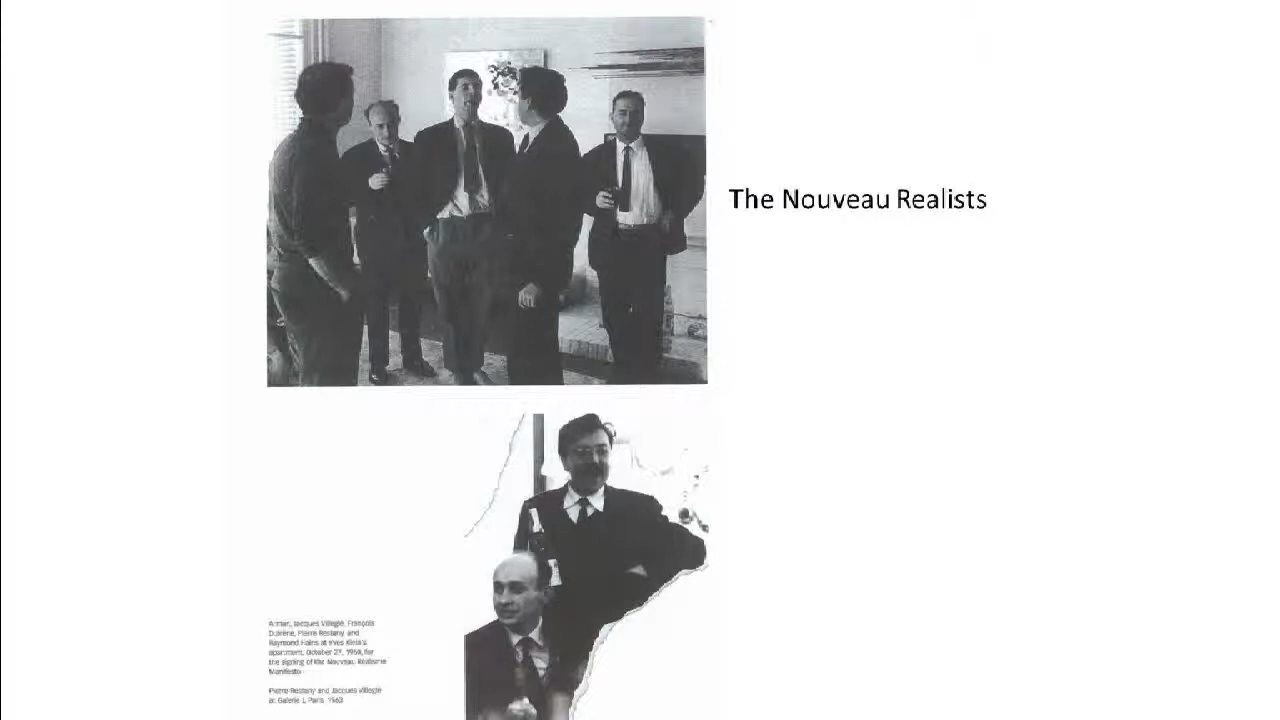 The Nouveau Realists
Arman, Jacques Villeglé, François
Dufrêne, Pierre Restany and
Raymond Hains at Yves Klein's
apartment, October 27, 1960, for
the signing of the Nouveau Réalisme
Manifesto
Pierre Restany and Jacques Villeglé
at Galerie J, Paris